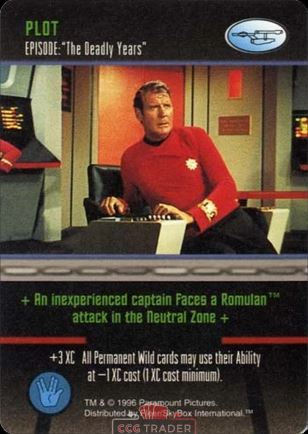 PLOT
EPISODE: "The Deadly Years"
+ An inexperienced captain faces a Romulan™
attack in the Neutral Zone +
+3 XC All Permanent Wild cards may use their Ability
at –1 XC cost (1 XC cost minimum).
TM & © 1996 Paramount Pictures.
Distributed by Fleer/SkyBox International.™
CCG TRADER